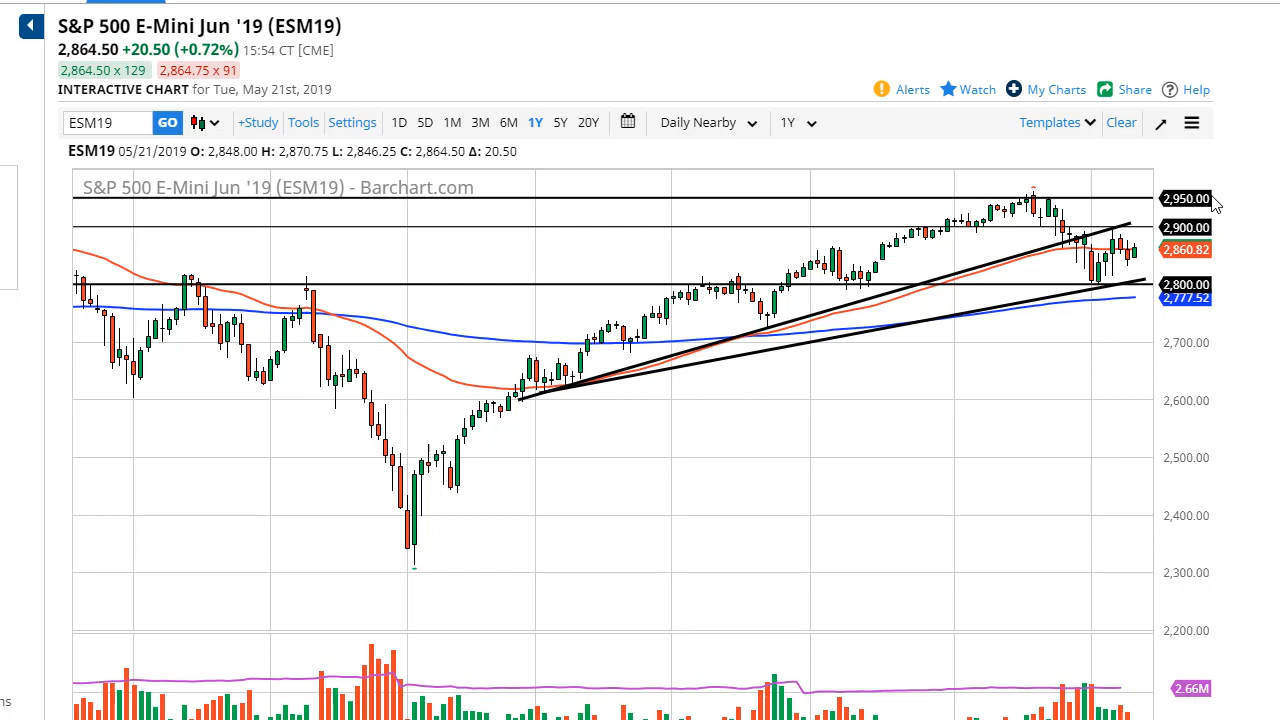 S&P 500 E-Mini Jun '19 (ESM19)
2,864.50 +20.50 (+0.72%) 15:54 CT [CME]
2,864.50 x 129 2,864.75 x 91
INTERACTIVE CHART for Tue, May 21st, 2019
Alerts Watch My Charts Share Help
ESM19 GO +Study Tools Settings 1D 5D 1M 3M 6M 1Y 5Y 20Y Daily Nearby 1Y Templates Clear
ESM19 05/21/2019 O: 2,848.00 H: 2,870.75 L: 2,846.25 C: 2,864.50 Δ: 20.50
S&P 500 E-Mini Jun '19 (ESM19) - Barchart.com
2,950.00
2,900.00
2,860.82
2,800.00
2,777.52
2,700.00
2,600.00
2,500.00
2,400.00
2,300.00
2,200.00
2.66M
ns